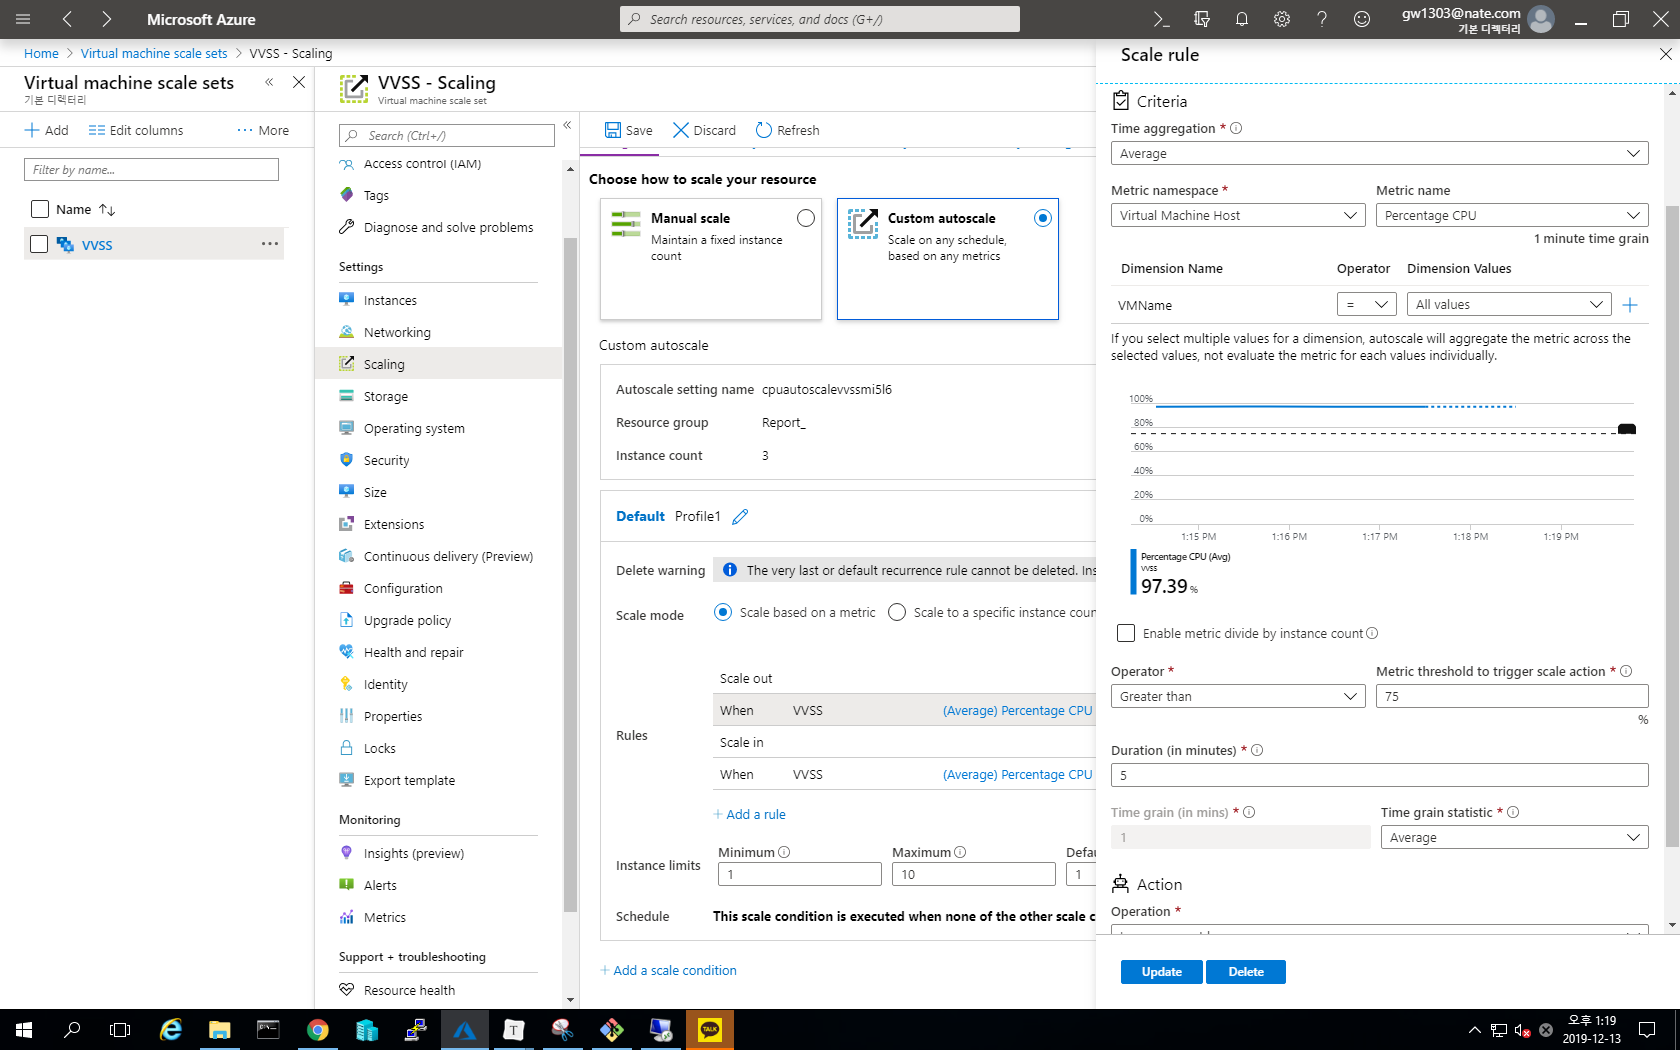 Microsoft Azure
Search resources, services, and docs (G+/)
gw1303@nate.com
기본 디렉터리
Home > Virtual machine scale sets > VVSS - Scaling
Virtual machine scale sets
기본 디렉터리
Add
Edit columns
More
Filter by name...
Name
VVSS
VVSS - Scaling
Virtual machine scale set
Search (Ctrl+/)
Access control (IAM)
Tags
Diagnose and solve problems
Settings
Instances
Networking
Scaling
Storage
Operating system
Security
Size
Extensions
Continuous delivery (Preview)
Configuration
Upgrade policy
Health and repair
Identity
Properties
Locks
Export template
Monitoring
Insights (preview)
Alerts
Metrics
Support + troubleshooting
Resource health
Save
Discard
Refresh
Choose how to scale your resource
Manual scale
Maintain a fixed instance
count
Custom autoscale
Scale on any schedule,
based on any metrics
Custom autoscale
Autoscale setting name cpuautoscalevvssmi5l6
Resource group Report_
Instance count 3
Default Profile1
Delete warning The very last or default recurrence rule cannot be deleted. Ins
Scale mode Scale based on a metric Scale to a specific instance coun
Rules
Scale out
When VVSS (Average) Percentage CPU
Scale in
When VVSS (Average) Percentage CPU
+ Add a rule
Instance limits
Minimum Maximum Defau
1 10 1
Schedule This scale condition is executed when none of the other scale c
+ Add a scale condition
Scale rule
Criteria
Time aggregation *
Average
Metric namespace * Metric name
Virtual Machine Host Percentage CPU
1 minute time grain
Dimension Name Operator Dimension Values
VMName = All values
If you select multiple values for a dimension, autoscale will aggregate the metric across the
selected values, not evaluate the metric for each values individually.
100%
80%
60%
40%
20%
0%
1:15 PM 1:16 PM 1:17 PM 1:18 PM 1:19 PM
Percentage CPU (Avg)
vvss
97.39 %
Enable metric divide by instance count
Operator * Metric threshold to trigger scale action *
Greater than 75
%
Duration (in minutes) *
5
Time grain (in mins) * Time grain statistic *
1 Average
Action
Operation *
Update Delete
TALK
오후 1:19
2019-12-13